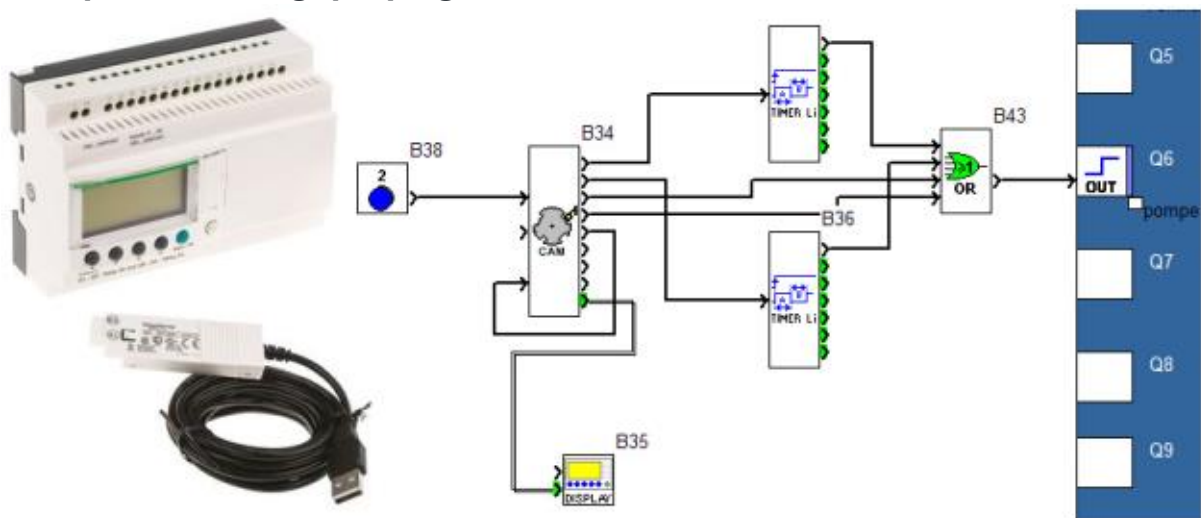 Q5
TIMER Li
B34
B43
B38
Q6
2
≥1
OR
OUT
pompe
CAM
B36
Q7
TIMER Li
Q8
B35
Q9
DISPLAY